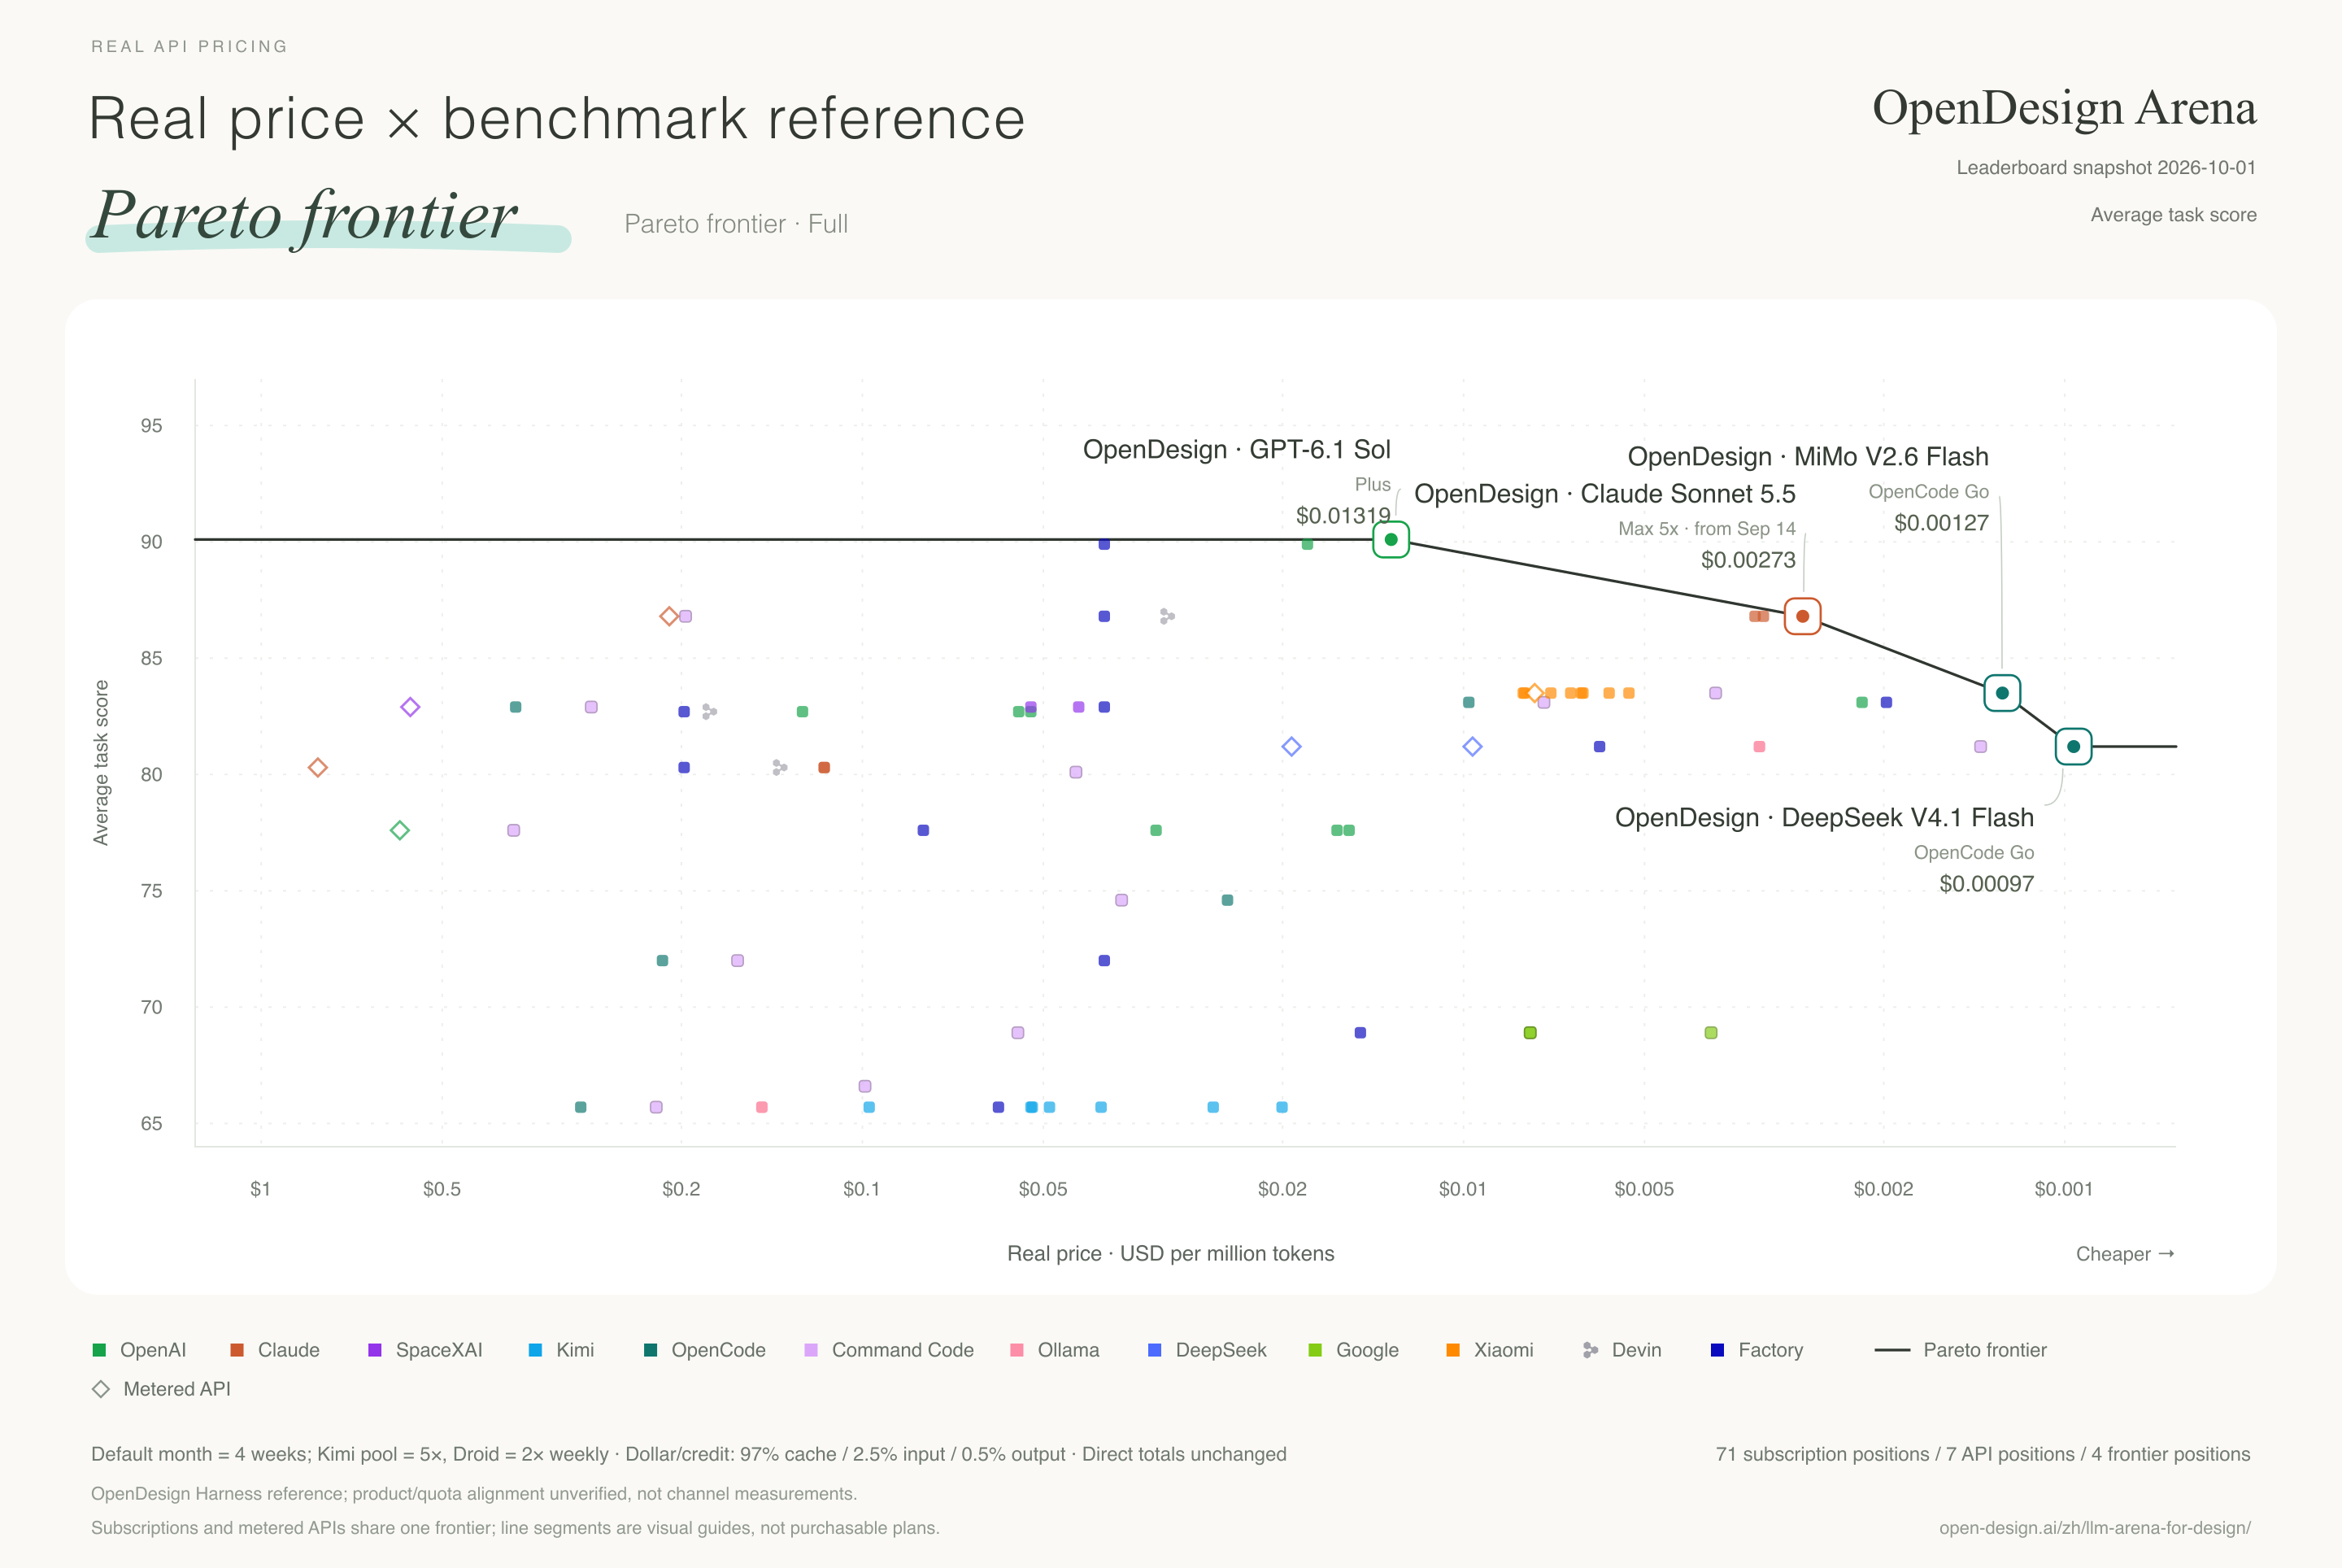 REAL API PRICING
Real price × benchmark reference
OpenDesign Arena
Leaderboard snapshot 2026-10-01
Pareto frontier
Pareto frontier · Full
Average task score
95
90
85
80
75
70
65
Average task score
OpenDesign · GPT-6.1 Sol
Plus
$0.01319
OpenDesign · Claude Sonnet 5.5
Max 5x · from Sep 14
$0.00273
OpenDesign · MiMo V2.6 Flash
OpenCode Go
$0.00127
OpenDesign · DeepSeek V4.1 Flash
OpenCode Go
$0.00097
$1 $0.5 $0.2 $0.1 $0.05 $0.02 $0.01 $0.005 $0.002 $0.001
Real price · USD per million tokens
Cheaper →
OpenAI Claude SpaceXAI Kimi OpenCode Command Code Ollama DeepSeek Google Xiaomi Devin Factory Pareto frontier
Metered API
Default month = 4 weeks; Kimi pool = 5×, Droid = 2× weekly · Dollar/credit: 97% cache / 2.5% input / 0.5% output · Direct totals unchanged
71 subscription positions / 7 API positions / 4 frontier positions
OpenDesign Harness reference; product/quota alignment unverified, not channel measurements.
Subscriptions and metered APIs share one frontier; line segments are visual guides, not purchasable plans.
open-design.ai/zh/llm-arena-for-design/